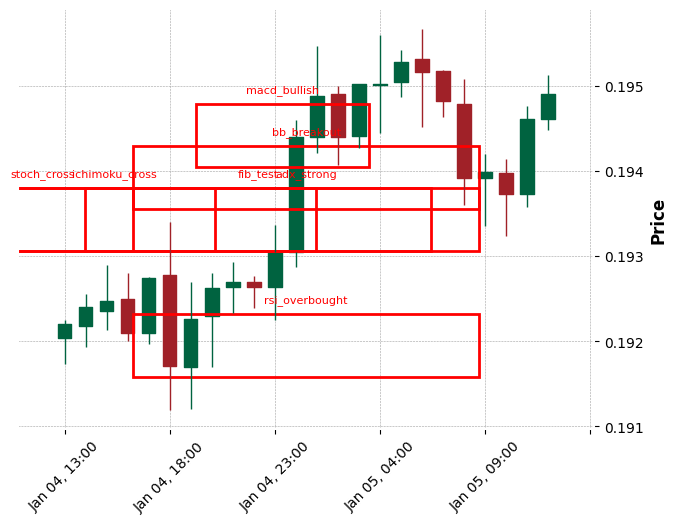 macd_bullish
bb_breakout
stoch_cross
ichimoku_cross
fib_test
adx_strong
rsi_overbought
0.195
0.194
0.193
0.192
0.191
Price
Jan 04, 13:00
Jan 04, 18:00
Jan 04, 23:00
Jan 05, 04:00
Jan 05, 09:00